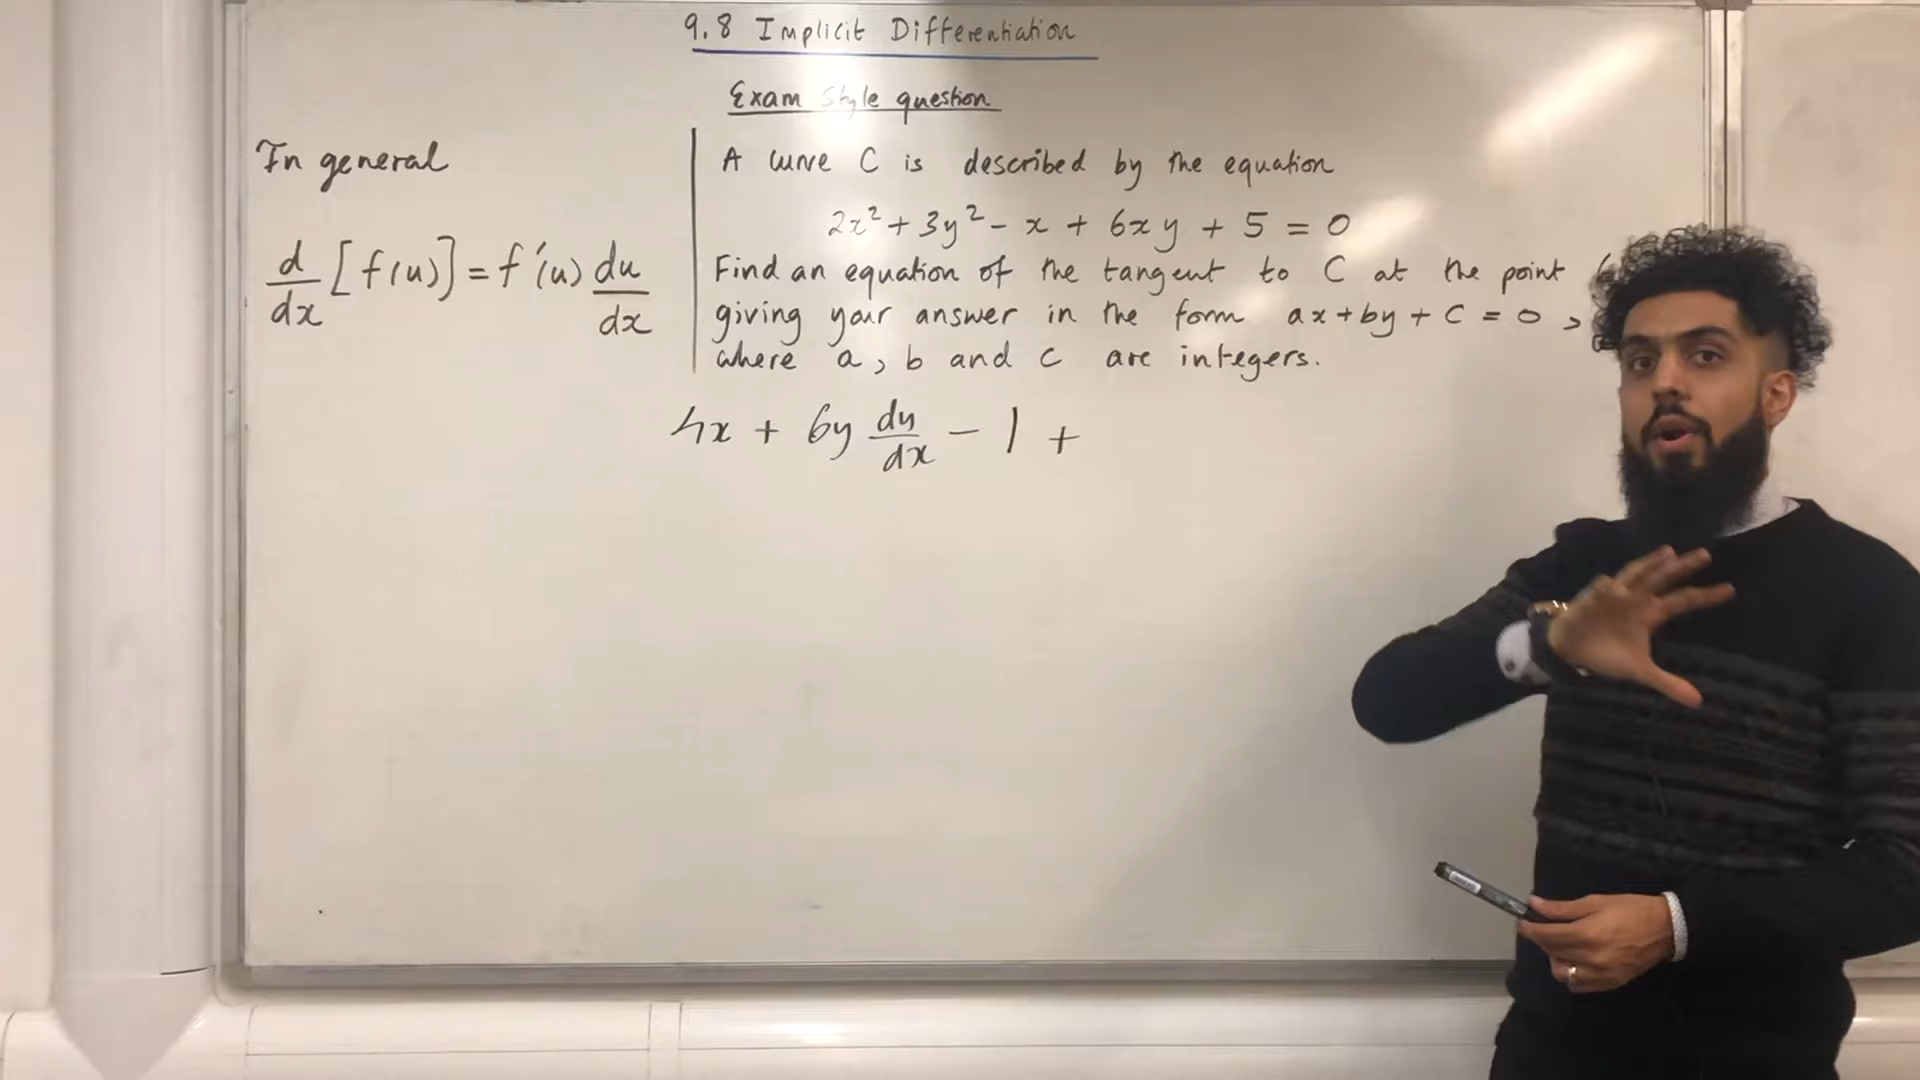 9.8 Implicit Differentiation
Exam Style question
In general
d/dx [f(u)] = f'(u) du/dx
A curve C is described by the equation
2x² + 3y² - x + 6xy + 5 = 0
Find an equation of the tangent to C at the point (
giving your answer in the form ax + by + c = 0 ,
where a, b and c are integers.
4x + 6y dy/dx - 1 +